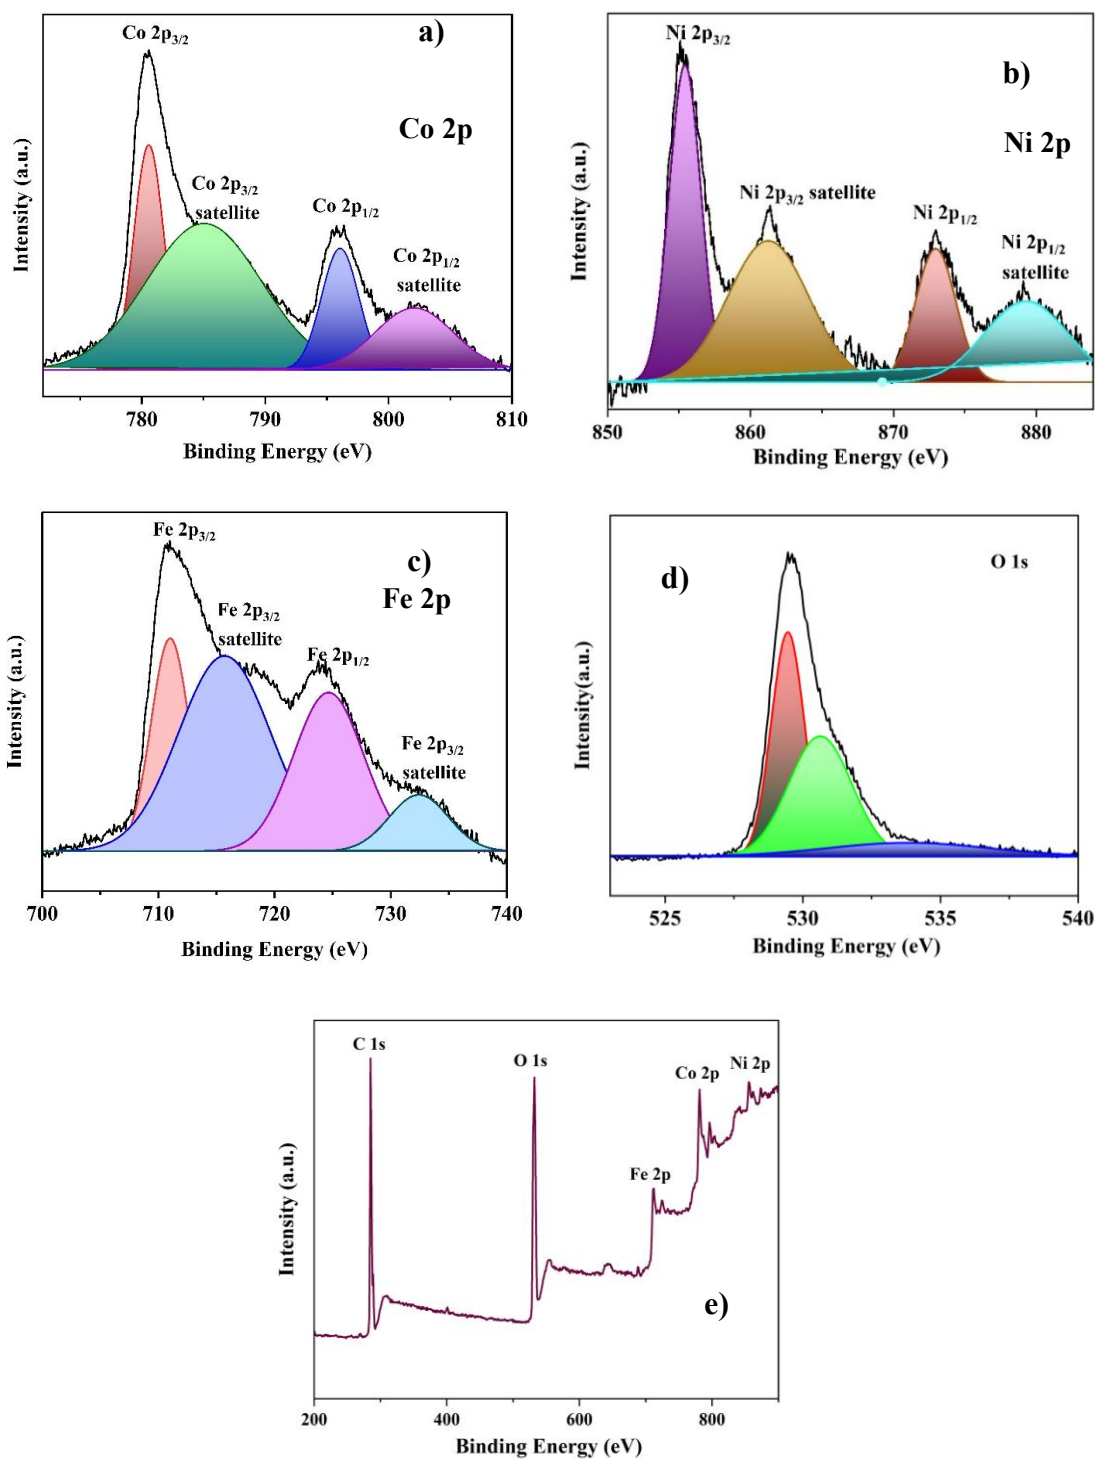 a)
Co 2p
Co 2p3/2
Co 2p3/2
satellite
Co 2p1/2
Co 2p1/2
satellite
Intensity (a.u.)
780 790 800 810
Binding Energy (eV)
b)
Ni 2p
Ni 2p3/2
Ni 2p3/2 satellite
Ni 2p1/2
Ni 2p1/2
satellite
Intensity (a.u.)
850 860 870 880
Binding Energy (eV)
c)
Fe 2p
Fe 2p3/2
Fe 2p3/2
satellite
Fe 2p1/2
Fe 2p3/2
satellite
Intensity (a.u.)
700 710 720 730 740
Binding Energy (eV)
d)
O 1s
Intensity(a.u.)
525 530 535 540
Binding Energy (eV)
C 1s
O 1s
Fe 2p
Co 2p
Ni 2p
e)
Intensity (a.u.)
200 400 600 800
Binding Energy (eV)